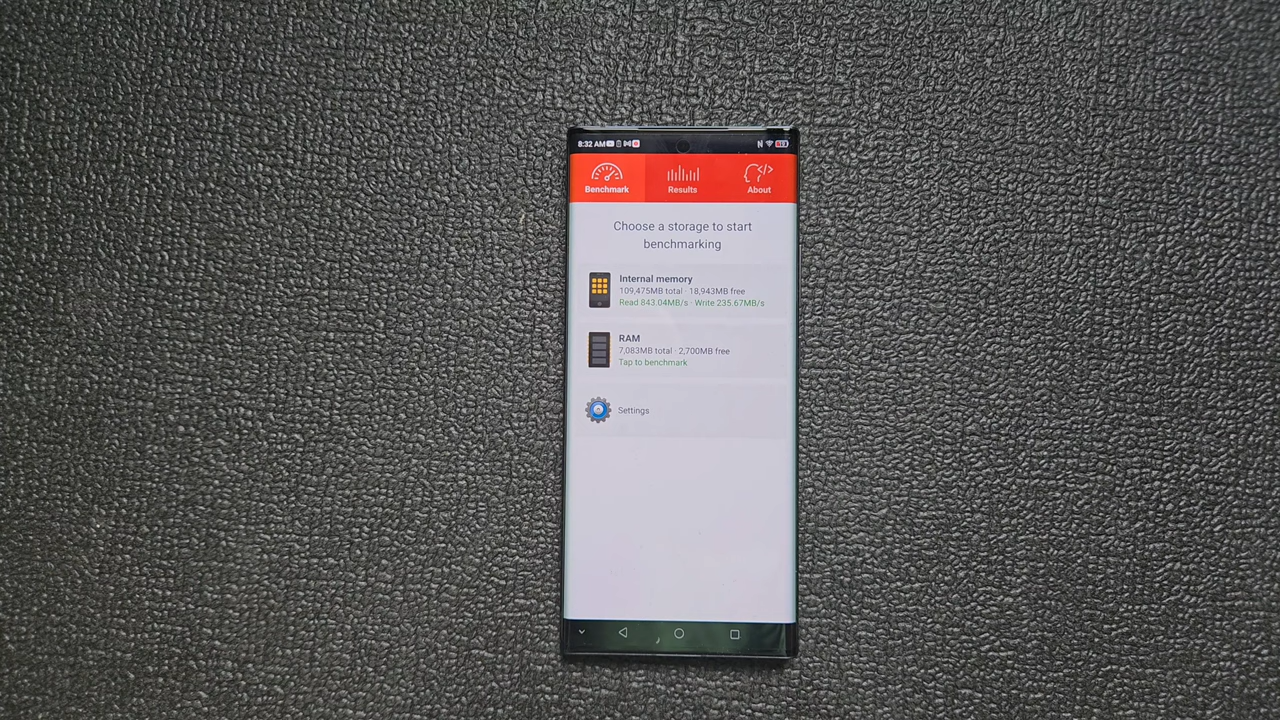 8:32 AM
Benchmark
Results
About
Choose a storage to start
benchmarking
Internal memory
109,475MB total · 18,943MB free
Read 843.04MB/s · Write 235.67MB/s
RAM
7,083MB total · 2,700MB free
Tap to benchmark
Settings